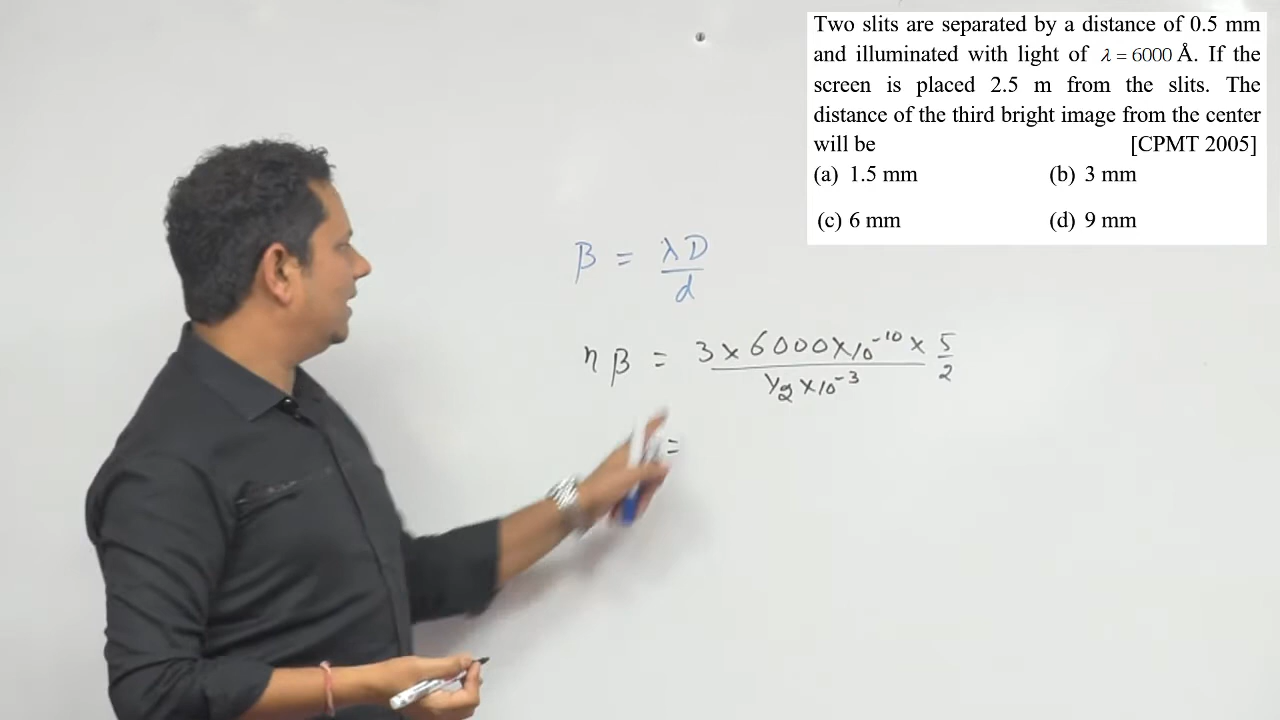 Two slits are separated by a distance of 0.5 mm
and illuminated with light of λ = 6000 Å. If the
screen is placed 2.5 m from the slits. The
distance of the third bright image from the center
will be [CPMT 2005]
(a) 1.5 mm (b) 3 mm
(c) 6 mm (d) 9 mm
β = λD / d
nβ = 3 × 6000 × 10⁻¹⁰ × 5/2 / ½ × 10⁻³
=